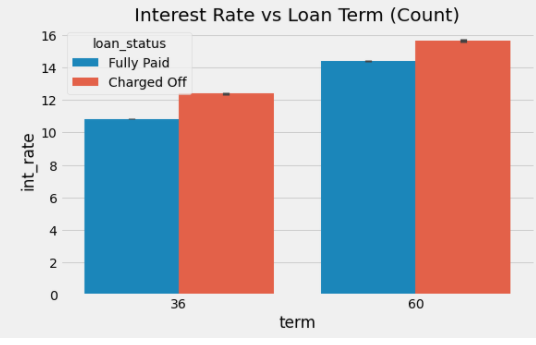 Interest Rate vs Loan Term (Count)
loan_status
Fully Paid
Charged Off
16
14
12
10
8
6
4
2
0
int_rate
36
60
term